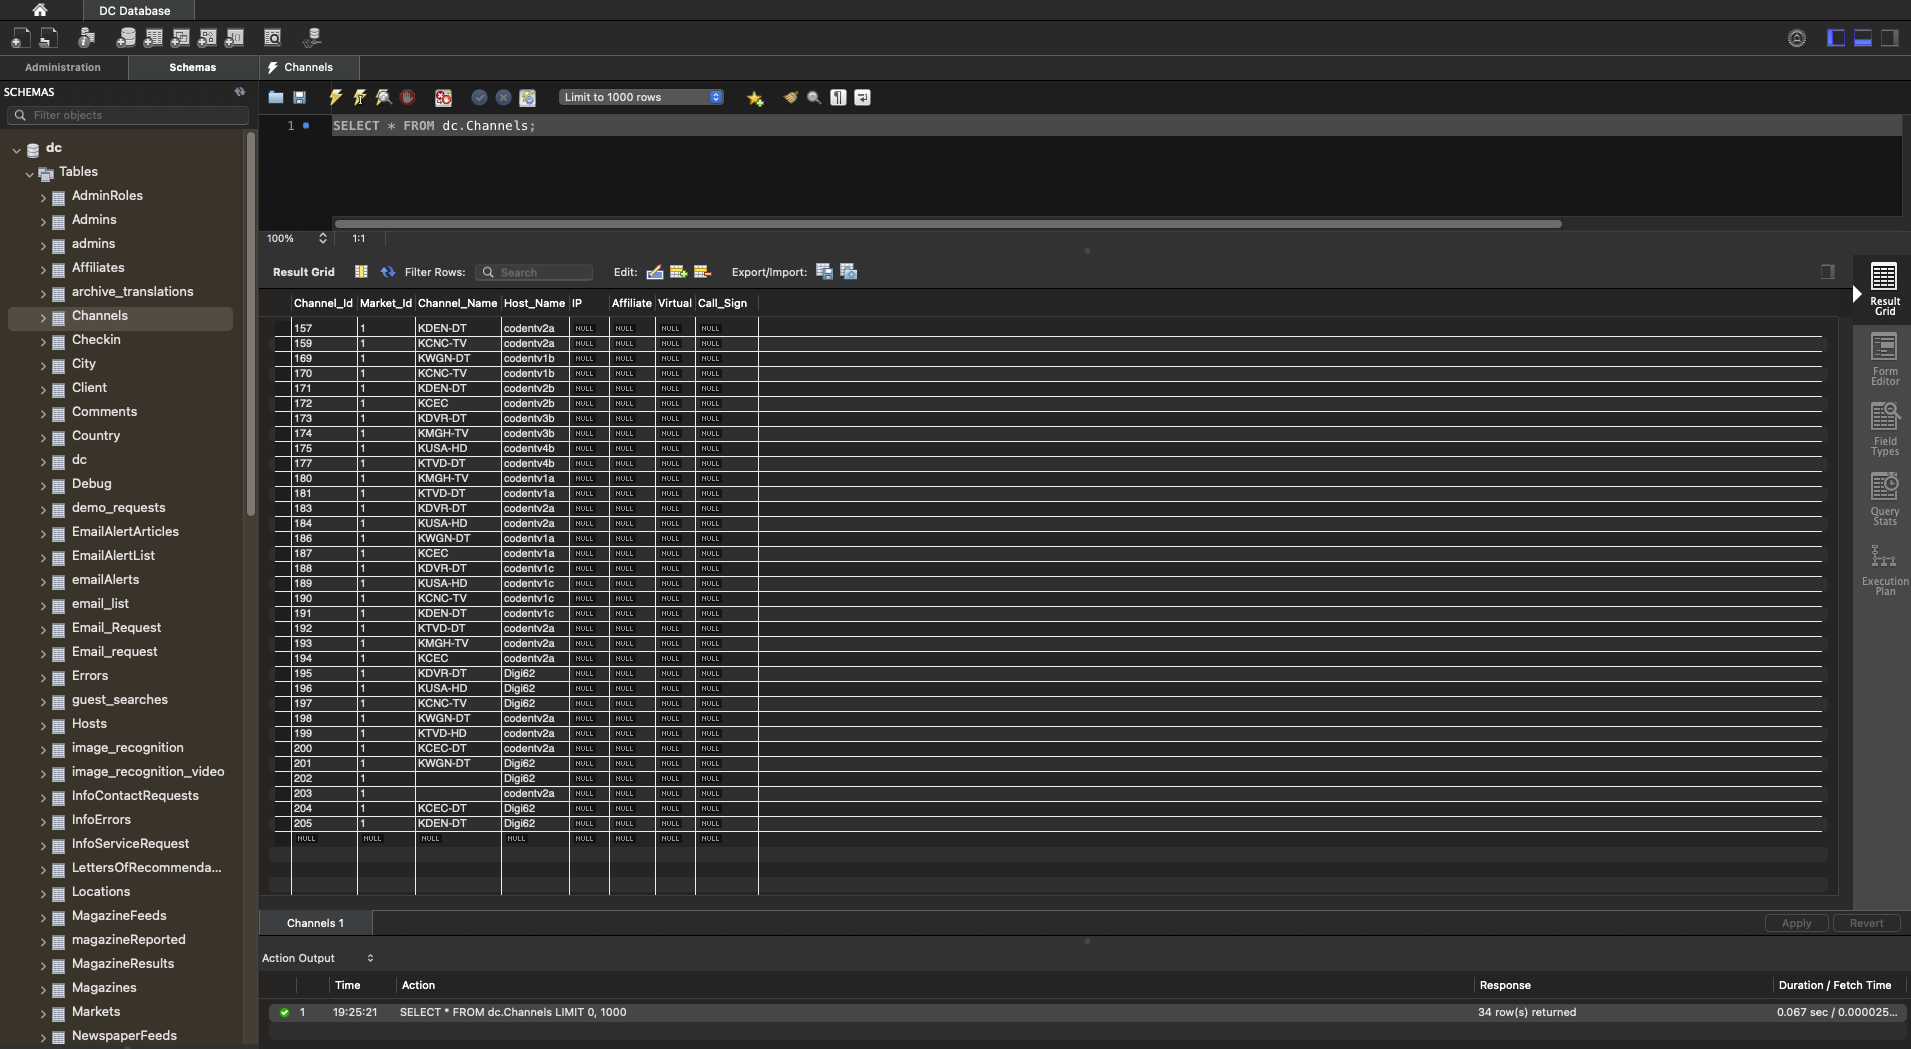 DC Database
Administration
Schemas
Channels
SCHEMAS
Filter objects
Limit to 1000 rows
1
SELECT * FROM dc.Channels;
dc
Tables
AdminRoles
Admins
admins
Affiliates
archive_translations
Channels
Checkin
City
Client
Comments
Country
dc
Debug
demo_requests
EmailAlertArticles
EmailAlertList
emailAlerts
email_list
Email_Request
Email_request
Errors
guest_searches
Hosts
image_recognition
image_recognition_video
InfoContactRequests
InfoErrors
InfoServiceRequest
LettersOfRecommenda...
Locations
MagazineFeeds
magazineReported
MagazineResults
Magazines
Markets
NewspaperFeeds
100% 1:1
Result Grid Filter Rows: Search Edit: Export/Import:
Channel_Id Market_Id Channel_Name Host_Name IP Affiliate Virtual Call_Sign
157 1 KDEN-DT codentv2a NULL NULL NULL NULL
159 1 KCNC-TV codentv2a NULL NULL NULL NULL
169 1 KWGN-DT codentv1b NULL NULL NULL NULL
170 1 KCNC-TV codentv1b NULL NULL NULL NULL
171 1 KDEN-DT codentv2b NULL NULL NULL NULL
172 1 KCEC codentv2b NULL NULL NULL NULL
173 1 KDVR-DT codentv3b NULL NULL NULL NULL
174 1 KMGH-TV codentv3b NULL NULL NULL NULL
175 1 KUSA-HD codentv4b NULL NULL NULL NULL
177 1 KTVD-DT codentv4b NULL NULL NULL NULL
180 1 KMGH-TV codentv1a NULL NULL NULL NULL
181 1 KTVD-DT codentv1a NULL NULL NULL NULL
183 1 KDVR-DT codentv2a NULL NULL NULL NULL
184 1 KUSA-HD codentv2a NULL NULL NULL NULL
186 1 KWGN-DT codentv1a NULL NULL NULL NULL
187 1 KCEC codentv1a NULL NULL NULL NULL
188 1 KDVR-DT codentv1c NULL NULL NULL NULL
189 1 KUSA-HD codentv1c NULL NULL NULL NULL
190 1 KCNC-TV codentv1c NULL NULL NULL NULL
191 1 KDEN-DT codentv1c NULL NULL NULL NULL
192 1 KTVD-DT codentv2a NULL NULL NULL NULL
193 1 KMGH-TV codentv2a NULL NULL NULL NULL
194 1 KCEC codentv2a NULL NULL NULL NULL
195 1 KDVR-DT Digi62 NULL NULL NULL NULL
196 1 KUSA-HD Digi62 NULL NULL NULL NULL
197 1 KCNC-TV Digi62 NULL NULL NULL NULL
198 1 KWGN-DT codentv2a NULL NULL NULL NULL
199 1 KTVD-HD codentv2a NULL NULL NULL NULL
200 1 KCEC-DT codentv2a NULL NULL NULL NULL
201 1 KWGN-DT Digi62 NULL NULL NULL NULL
202 1 Digi62 NULL NULL NULL NULL
203 1 codentv2a NULL NULL NULL NULL
204 1 KCEC-DT Digi62 NULL NULL NULL NULL
205 1 KDEN-DT Digi62 NULL NULL NULL NULL
NULL NULL NULL NULL NULL NULL NULL NULL
Result
Grid
Form
Editor
Field
Types
Query
Stats
Execution
Plan
Channels 1
Apply
Revert
Action Output
Time Action Response Duration / Fetch Time
1 19:25:21 SELECT * FROM dc.Channels LIMIT 0, 1000 34 row(s) returned 0.067 sec / 0.000025...